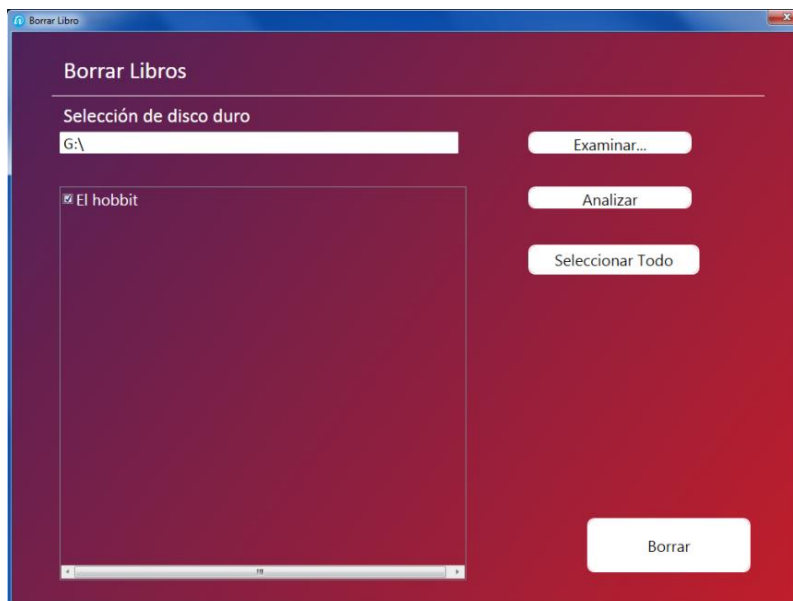 Borrar Libro
Borrar Libros
Selección de disco duro
G:\
Examinar...
El hobbit
Analizar
Seleccionar Todo
Borrar